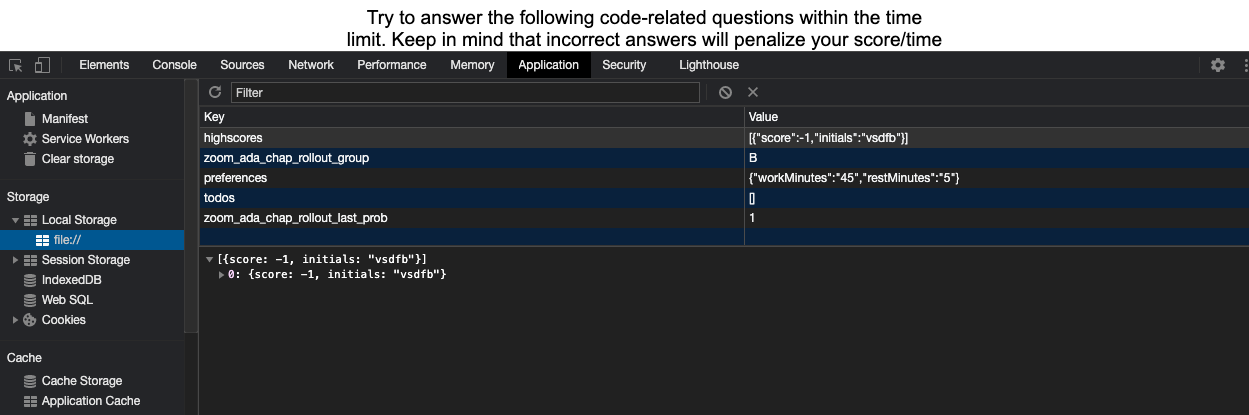 Try to answer the following code-related questions within the time
limit. Keep in mind that incorrect answers will penalize your score/time
Elements Console Sources Network Performance Memory Application Security Lighthouse
Application
Manifest
Service Workers
Clear storage
Storage
Local Storage
file://
Session Storage
IndexedDB
Web SQL
Cookies
Cache
Cache Storage
Application Cache
Filter
Key Value
highscores [{"score":-1,"initials":"vsdfb"}]
zoom_ada_chap_rollout_group B
preferences {"workMinutes":"45","restMinutes":"5"}
todos []
zoom_ada_chap_rollout_last_prob 1
[{score: -1, initials: "vsdfb"}]
0: {score: -1, initials: "vsdfb"}